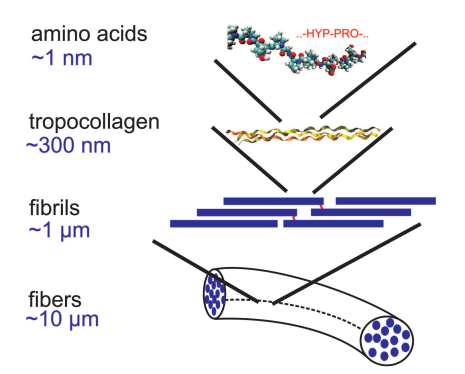 amino acids
~1 nm
..-HYP-PRO-..
tropocollagen
~300 nm
fibrils
~1 μm
fibers
~10 μm